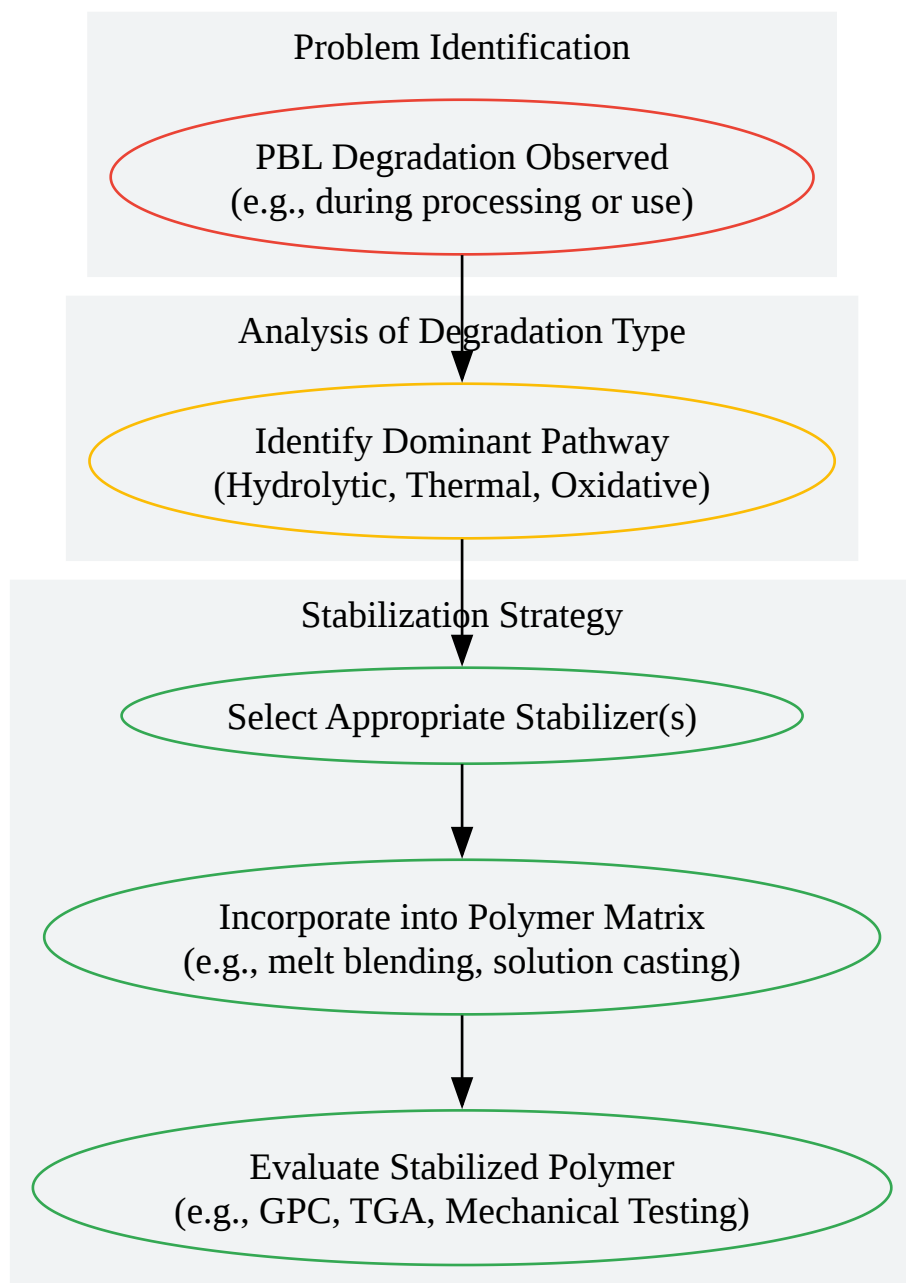 Problem Identification
PBL Degradation Observed
(e.g., during processing or use)
Analysis of Degradation Type
Identify Dominant Pathway
(Hydrolytic, Thermal, Oxidative)
Stabilization Strategy
Select Appropriate Stabilizer(s)
Incorporate into Polymer Matrix
(e.g., melt blending, solution casting)
Evaluate Stabilized Polymer
(e.g., GPC, TGA, Mechanical Testing)